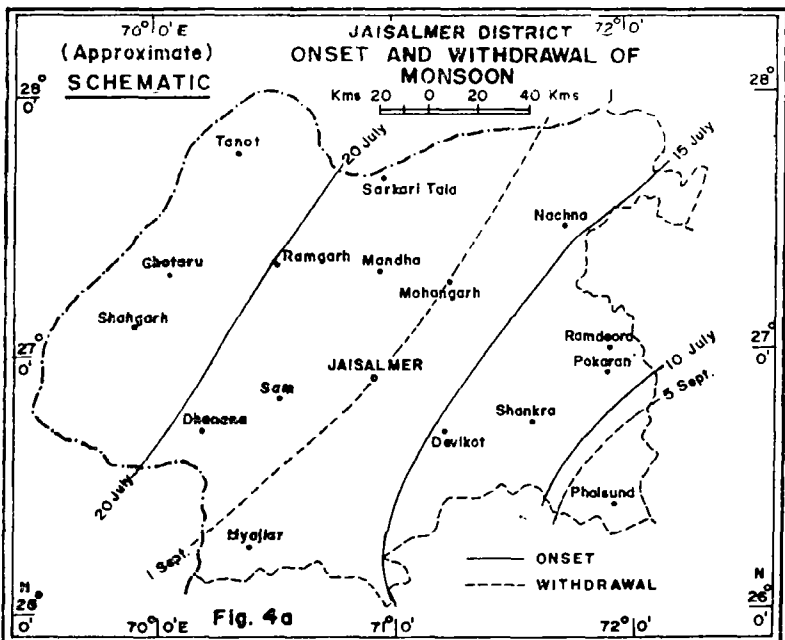 70° 0' E
72° 0'
(Approximate)
SCHEMATIC
JAISALMER DISTRICT
ONSET AND WITHDRAWAL OF
MONSOON
Kms 20 0 20 40 Kms
28° 0'
28° 0'
Tanot
20 July
15 July
Sarkari Tala
Nachna
Ghotaru
Ramgarh
Mandha
Mohangarh
Shahgarh
27° 0'
27° 0'
Ramdeora
Pokaran
10 July
5 Sept.
JAISALMER
Sam
Dhanana
Shankra
Devikot
20 July
Phalsund
1 Sept.
Myajlar
ONSET
WITHDRAWAL
N
26° 0'
N
26° 0'
Fig. 4a
70° 0' E
71° 0'
72° 0'